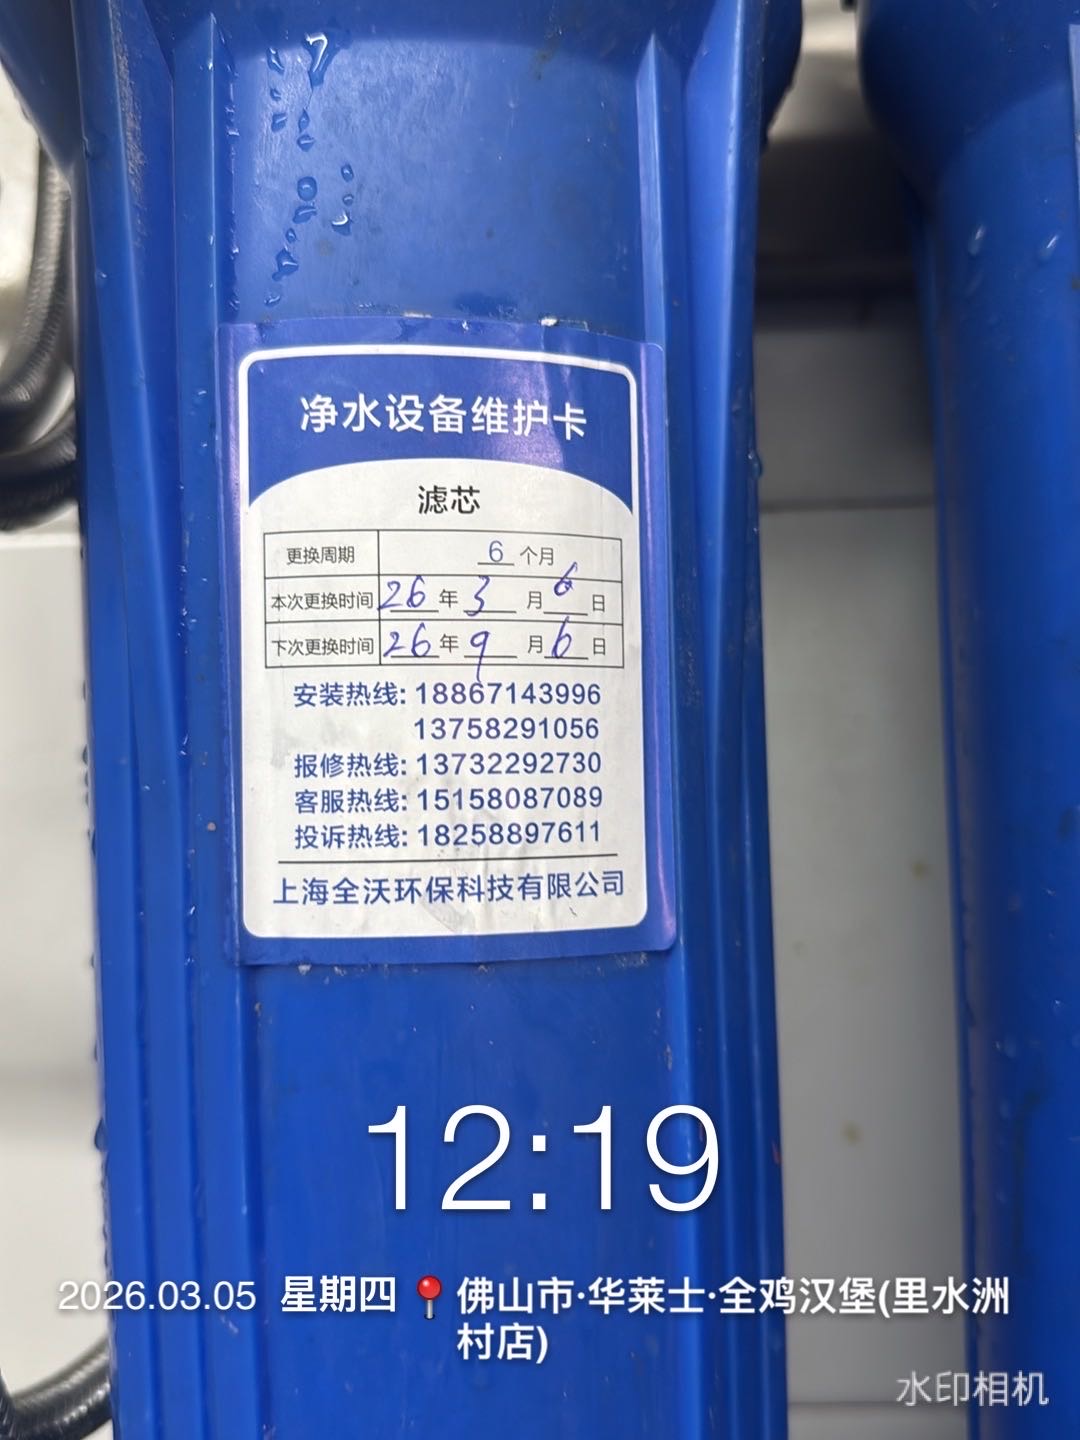 净水设备维护卡
滤芯
更换周期 6 个月
本次更换时间 26 年 3 月 6 日
下次更换时间 26 年 9 月 6 日
安装热线: 18867143996
13758291056
报修热线: 13732292730
客服热线: 15158087089
投诉热线: 18258897611
上海全沃环保科技有限公司
12:19
2026.03.05 星期四 📍佛山市·华莱士·全鸡汉堡(里水洲
村店)
水印相机